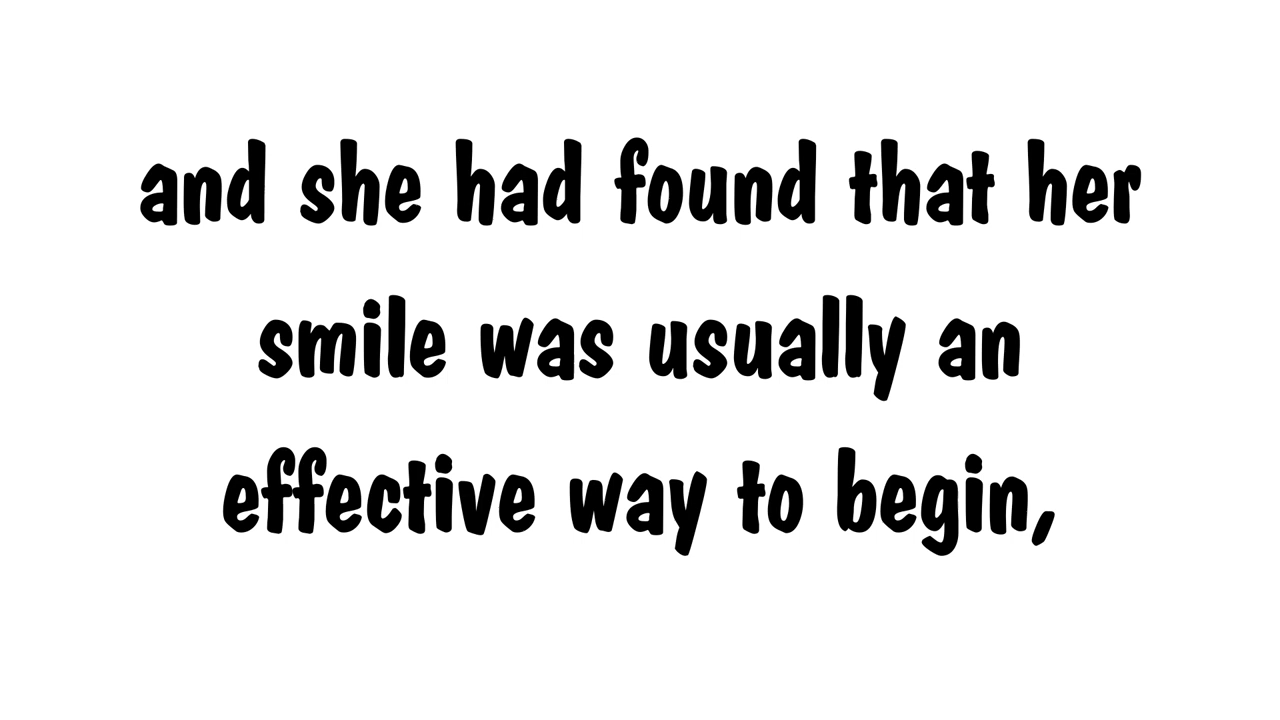 and she had found that her
smile was usually an
effective way to begin,